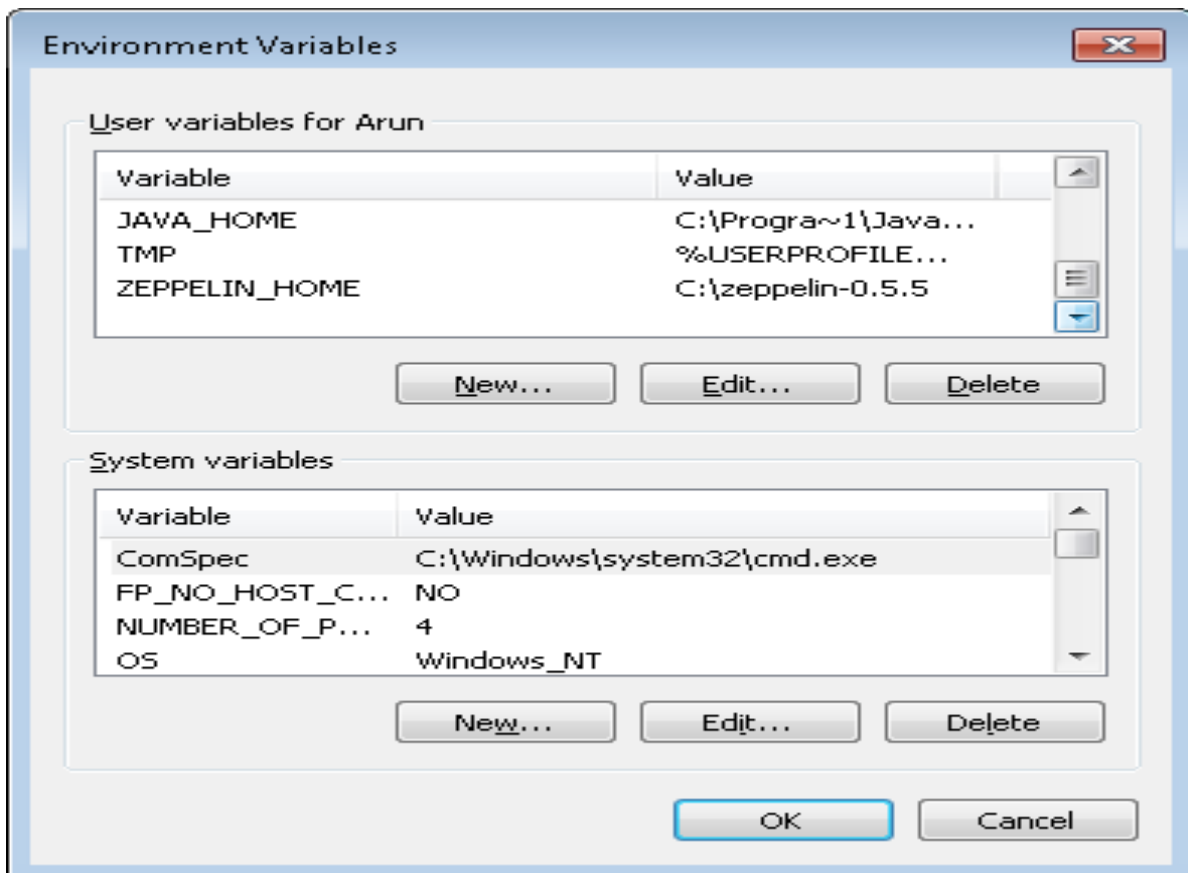 Environment Variables
User variables for Arun
Variable Value
JAVA_HOME C:\Progra~1\Java...
TMP %USERPROFILE...
ZEPPELIN_HOME C:\zeppelin-0.5.5
New... Edit... Delete
System variables
Variable Value
ComSpec C:\Windows\system32\cmd.exe
FP_NO_HOST_C... NO
NUMBER_OF_P... 4
OS Windows_NT
New... Edit... Delete
OK Cancel